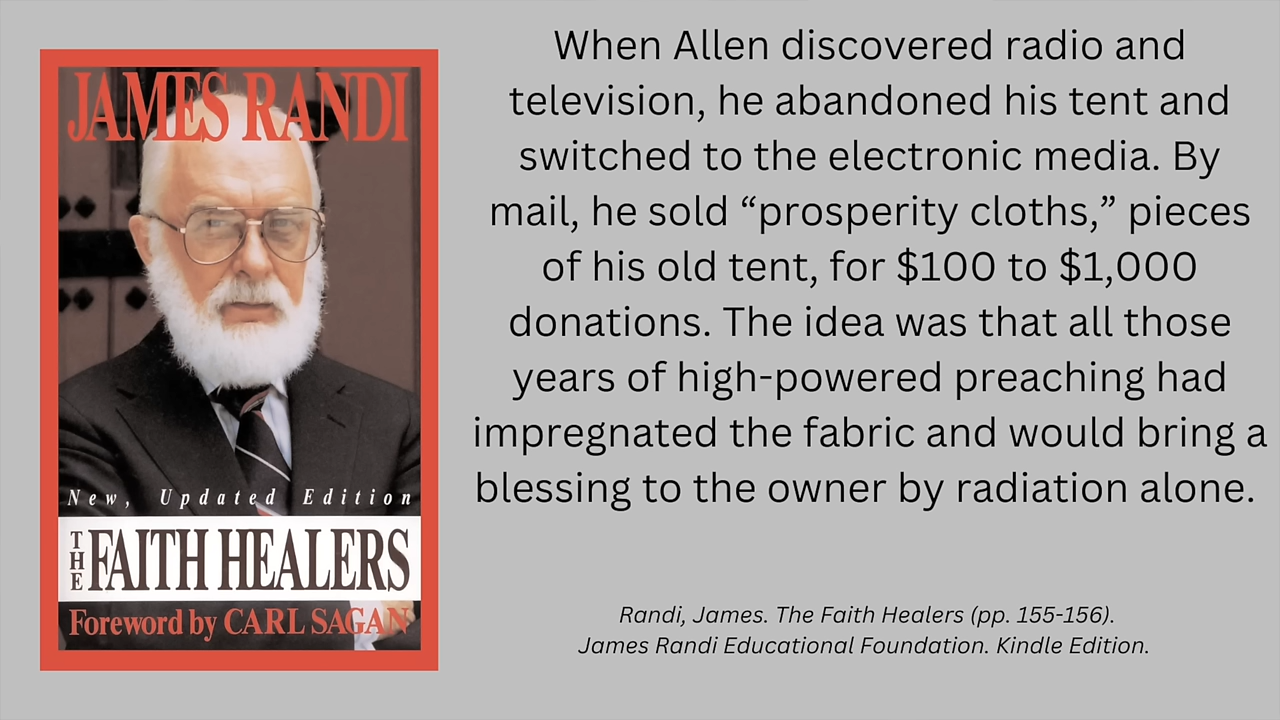 JAMES RANDI
New, Updated Edition
THE FAITH HEALERS
Foreword by CARL SAGAN
When Allen discovered radio and
television, he abandoned his tent and
switched to the electronic media. By
mail, he sold “prosperity cloths,” pieces
of his old tent, for $100 to $1,000
donations. The idea was that all those
years of high-powered preaching had
impregnated the fabric and would bring a
blessing to the owner by radiation alone.
Randi, James. The Faith Healers (pp. 155-156).
James Randi Educational Foundation. Kindle Edition.